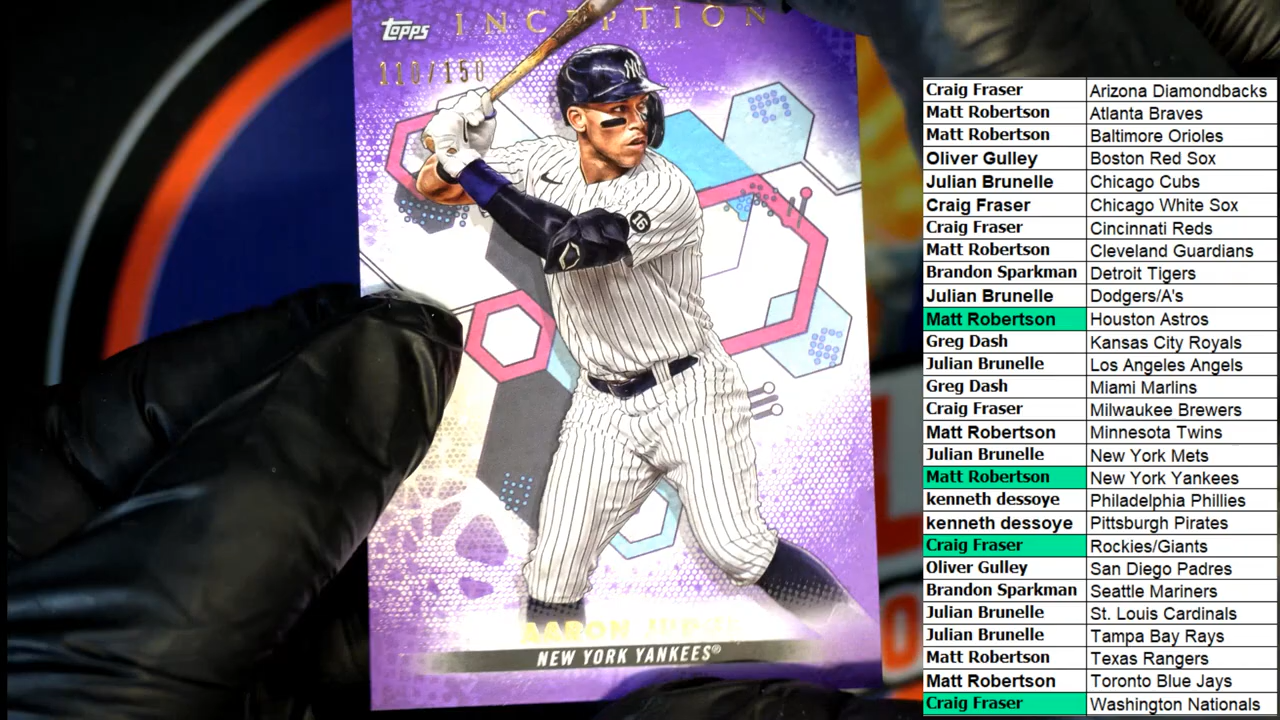 topps INCEPTION
110/150
NY
16
AARON JUDGE
NEW YORK YANKEES®
Craig Fraser Arizona Diamondbacks
Matt Robertson Atlanta Braves
Matt Robertson Baltimore Orioles
Oliver Gulley Boston Red Sox
Julian Brunelle Chicago Cubs
Craig Fraser Chicago White Sox
Craig Fraser Cincinnati Reds
Matt Robertson Cleveland Guardians
Brandon Sparkman Detroit Tigers
Julian Brunelle Dodgers/A's
Matt Robertson Houston Astros
Greg Dash Kansas City Royals
Julian Brunelle Los Angeles Angels
Greg Dash Miami Marlins
Craig Fraser Milwaukee Brewers
Matt Robertson Minnesota Twins
Julian Brunelle New York Mets
Matt Robertson New York Yankees
kenneth dessoye Philadelphia Phillies
kenneth dessoye Pittsburgh Pirates
Craig Fraser Rockies/Giants
Oliver Gulley San Diego Padres
Brandon Sparkman Seattle Mariners
Julian Brunelle St. Louis Cardinals
Julian Brunelle Tampa Bay Rays
Matt Robertson Texas Rangers
Matt Robertson Toronto Blue Jays
Craig Fraser Washington Nationals